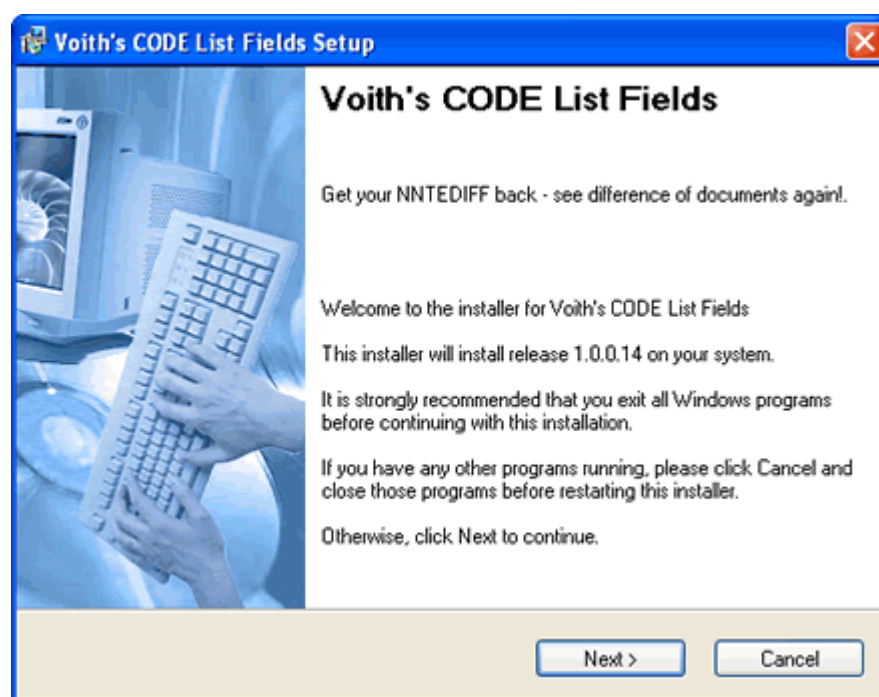 Voith's CODE List Fields Setup
Voith's CODE List Fields
Get your NNTEDIFF back - see difference of documents again!.
Welcome to the installer for Voith's CODE List Fields
This installer will install release 1.0.0.14 on your system.
It is strongly recommended that you exit all Windows programs
before continuing with this installation.
If you have any other programs running, please click Cancel and
close those programs before restarting this installer.
Otherwise, click Next to continue.
Next >
Cancel